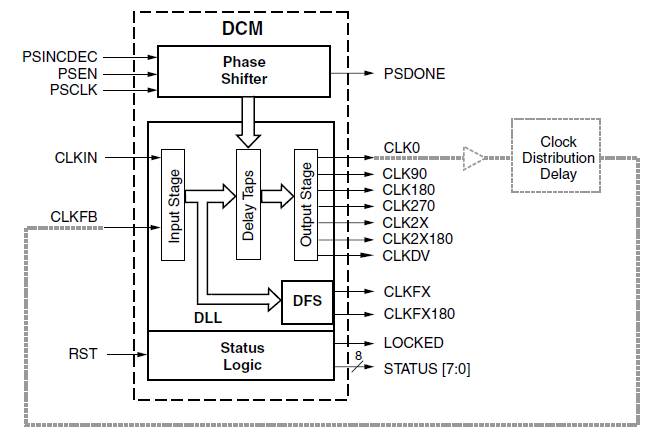 DCM
PSINCDEC
PSEN
PSCLK
Phase
Shifter
PSDONE
CLKIN
CLKFB
Input Stage
Delay Taps
Output Stage
CLK0
CLK90
CLK180
CLK270
CLK2X
CLK2X180
CLKDV
Clock
Distribution
Delay
DFS
DLL
CLKFX
CLKFX180
RST
Status
Logic
LOCKED
8
STATUS [7:0]